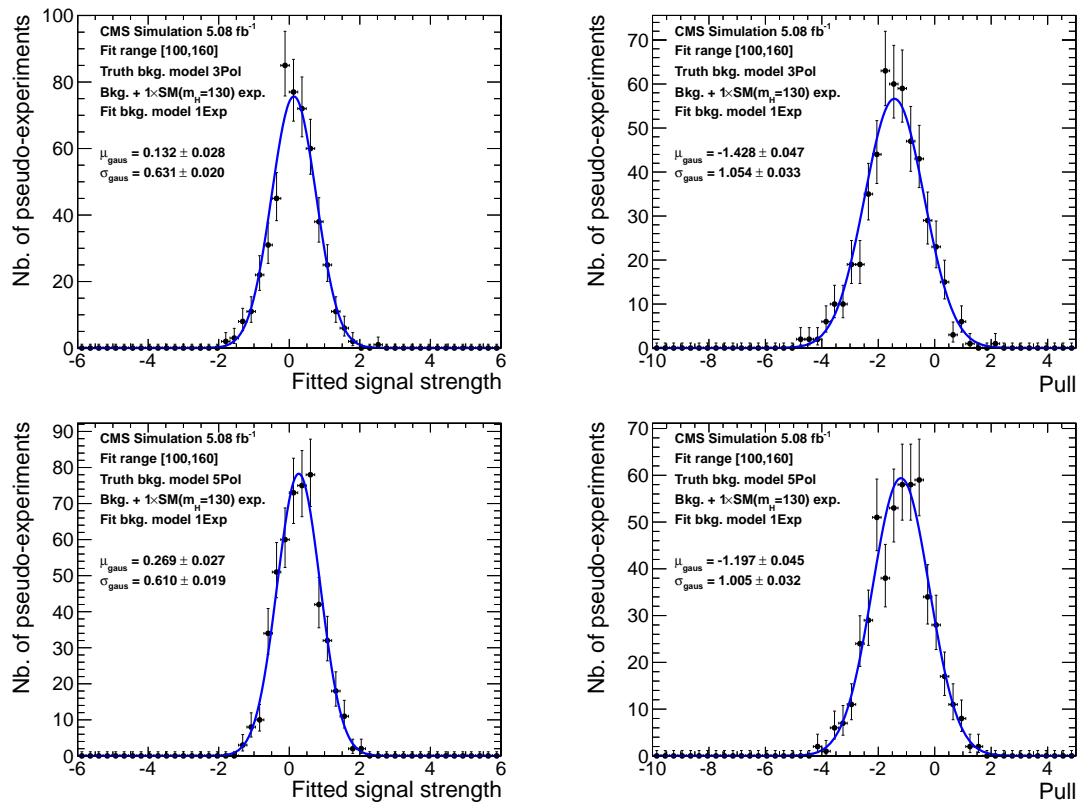 Nb. of pseudo-experiments
100
80
60
40
20
0
CMS Simulation 5.08 fb⁻¹
Fit range [100,160]
Truth bkg. model 3Pol
Bkg. + 1×SM(m_H=130) exp.
Fit bkg. model 1Exp
μ_gaus = 0.132 ± 0.028
σ_gaus = 0.631 ± 0.020
-6 -4 -2 0 2 4 6
Fitted signal strength
Nb. of pseudo-experiments
70
60
50
40
30
20
10
0
CMS Simulation 5.08 fb⁻¹
Fit range [100,160]
Truth bkg. model 3Pol
Bkg. + 1×SM(m_H=130) exp.
Fit bkg. model 1Exp
μ_gaus = -1.428 ± 0.047
σ_gaus = 1.054 ± 0.033
-10 -8 -6 -4 -2 0 2 4
Pull
Nb. of pseudo-experiments
90
80
70
60
50
40
30
20
10
0
CMS Simulation 5.08 fb⁻¹
Fit range [100,160]
Truth bkg. model 5Pol
Bkg. + 1×SM(m_H=130) exp.
Fit bkg. model 1Exp
μ_gaus = 0.269 ± 0.027
σ_gaus = 0.610 ± 0.019
-6 -4 -2 0 2 4 6
Fitted signal strength
Nb. of pseudo-experiments
70
60
50
40
30
20
10
0
CMS Simulation 5.08 fb⁻¹
Fit range [100,160]
Truth bkg. model 5Pol
Bkg. + 1×SM(m_H=130) exp.
Fit bkg. model 1Exp
μ_gaus = -1.197 ± 0.045
σ_gaus = 1.005 ± 0.032
-10 -8 -6 -4 -2 0 2 4
Pull